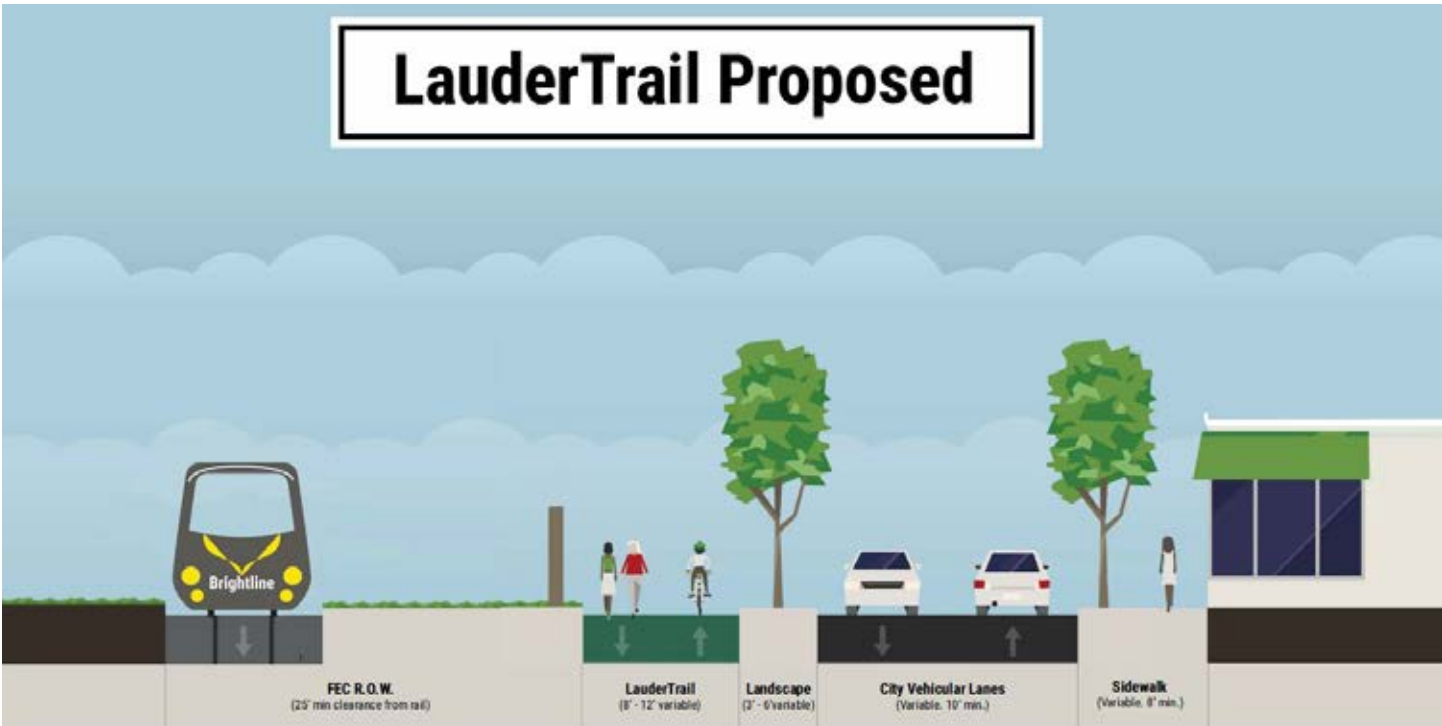 LauderTrail Proposed
Brightline
FEC R.O.W.
(25' min clearance from rail)
LauderTrail
(8' - 12' variable)
Landscape
(3' - 6'variable)
City Vehicular Lanes
(Variable, 10' min.)
Sidewalk
(Variable, 8' min.)